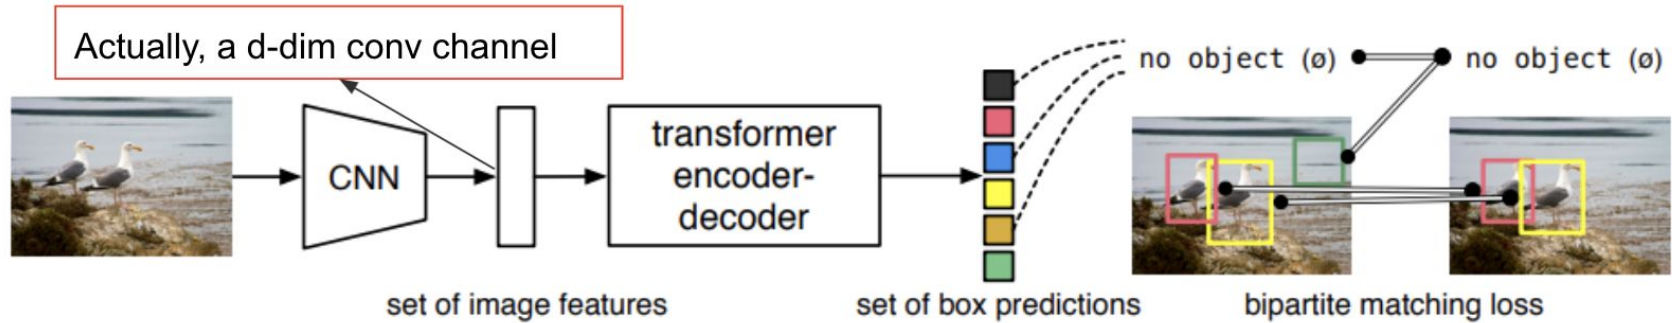 Actually, a d-dim conv channel
no object (ø)
no object (ø)
CNN
transformer
encoder-
decoder
set of image features
set of box predictions
bipartite matching loss